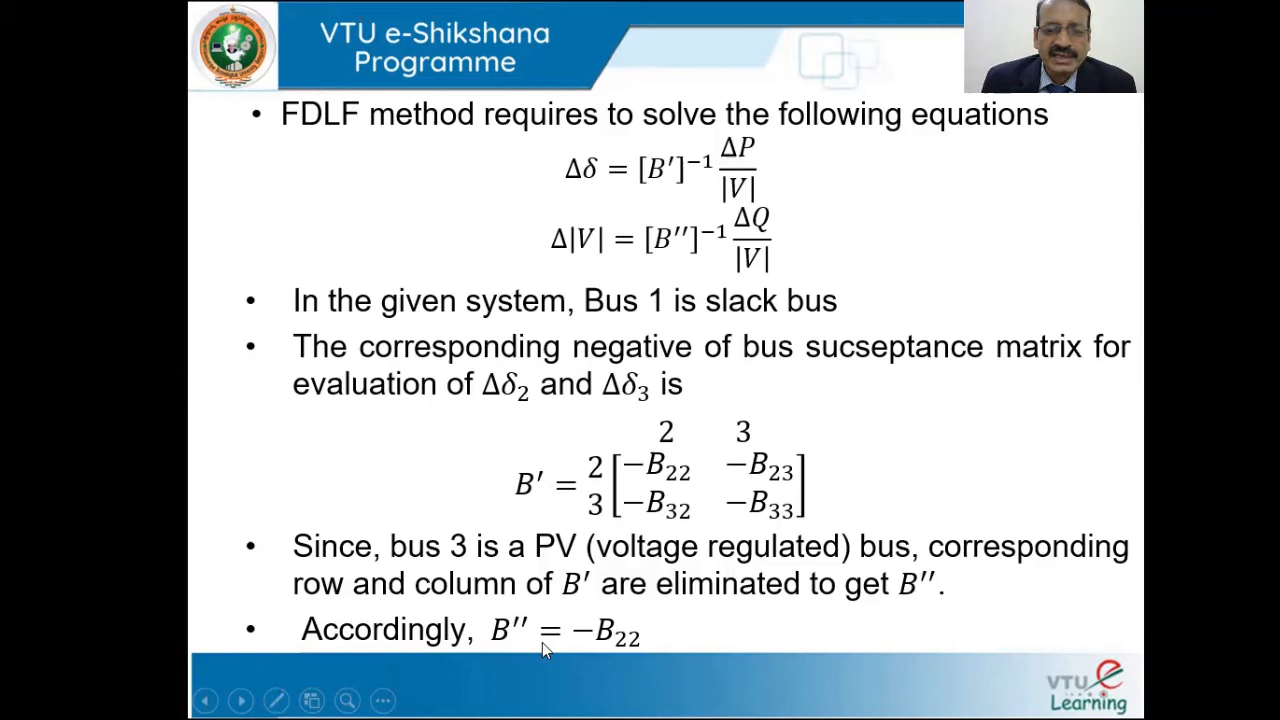 VTU e-Shikshana
Programme
• FDLF method requires to solve the following equations
Δδ = [B′]⁻¹ ΔP/|V|
Δ|V| = [B′′]⁻¹ ΔQ/|V|
• In the given system, Bus 1 is slack bus
• The corresponding negative of bus sucseptance matrix for
evaluation of Δδ₂ and Δδ₃ is
2 3
B′ = 2 [−B₂₂ −B₂₃]
3 [−B₃₂ −B₃₃]
• Since, bus 3 is a PV (voltage regulated) bus, corresponding
row and column of B′ are eliminated to get B′′.
• Accordingly, B′′ = −B₂₂
VTU e
Learning